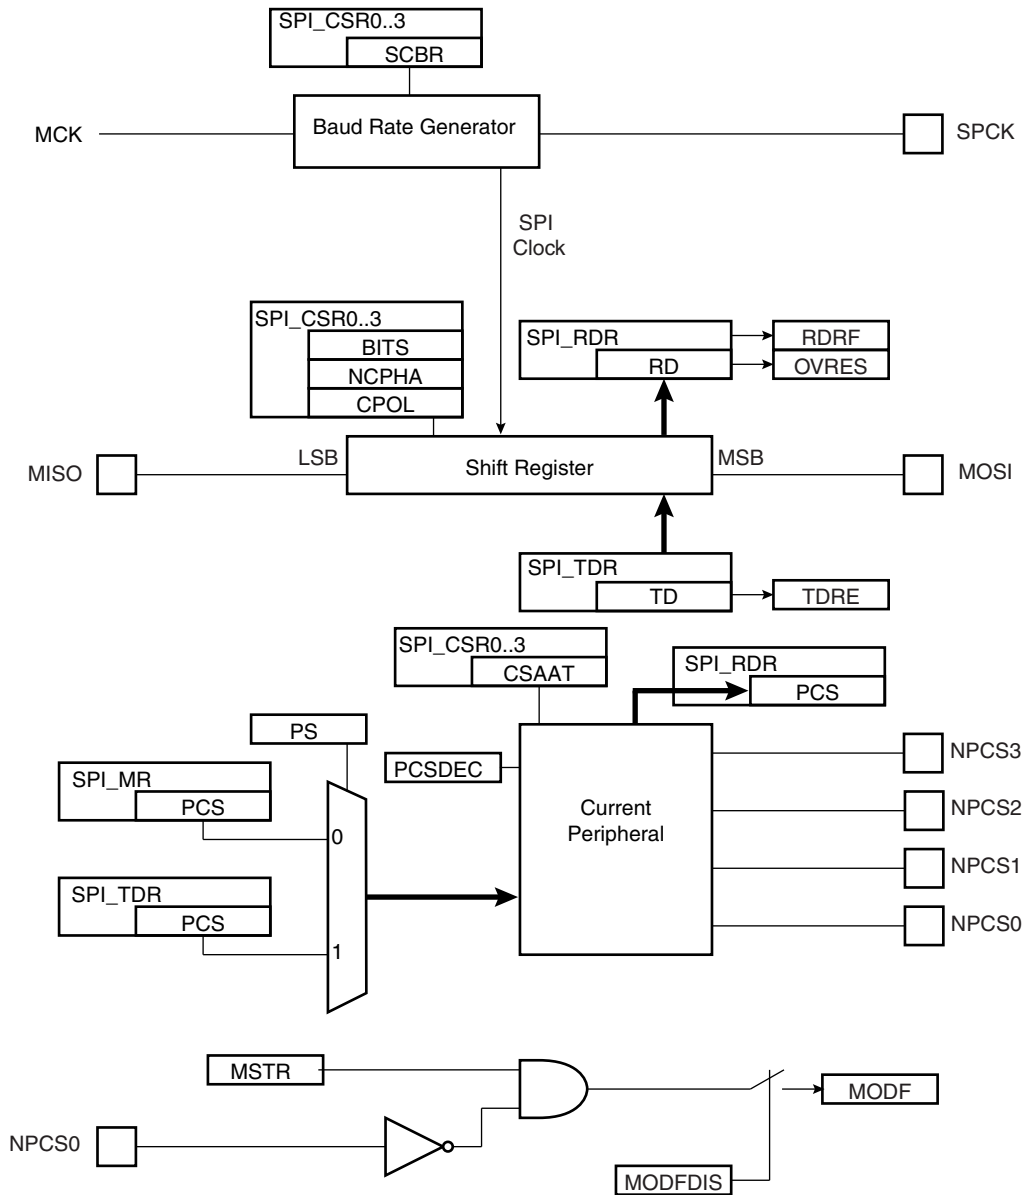 SPI_CSR0..3
SCBR
MCK
Baud Rate Generator
SPCK
SPI
Clock
SPI_CSR0..3
BITS
NCPHA
CPOL
SPI_RDR
RD
RDRF
OVRES
MISO
LSB
Shift Register
MSB
MOSI
SPI_TDR
TD
TDRE
SPI_CSR0..3
CSAAT
SPI_RDR
PCS
PS
PCSDEC
SPI_MR
PCS
0
Current
Peripheral
NPCS3
NPCS2
NPCS1
NPCS0
SPI_TDR
PCS
1
MSTR
MODF
NPCS0
MODFDIS